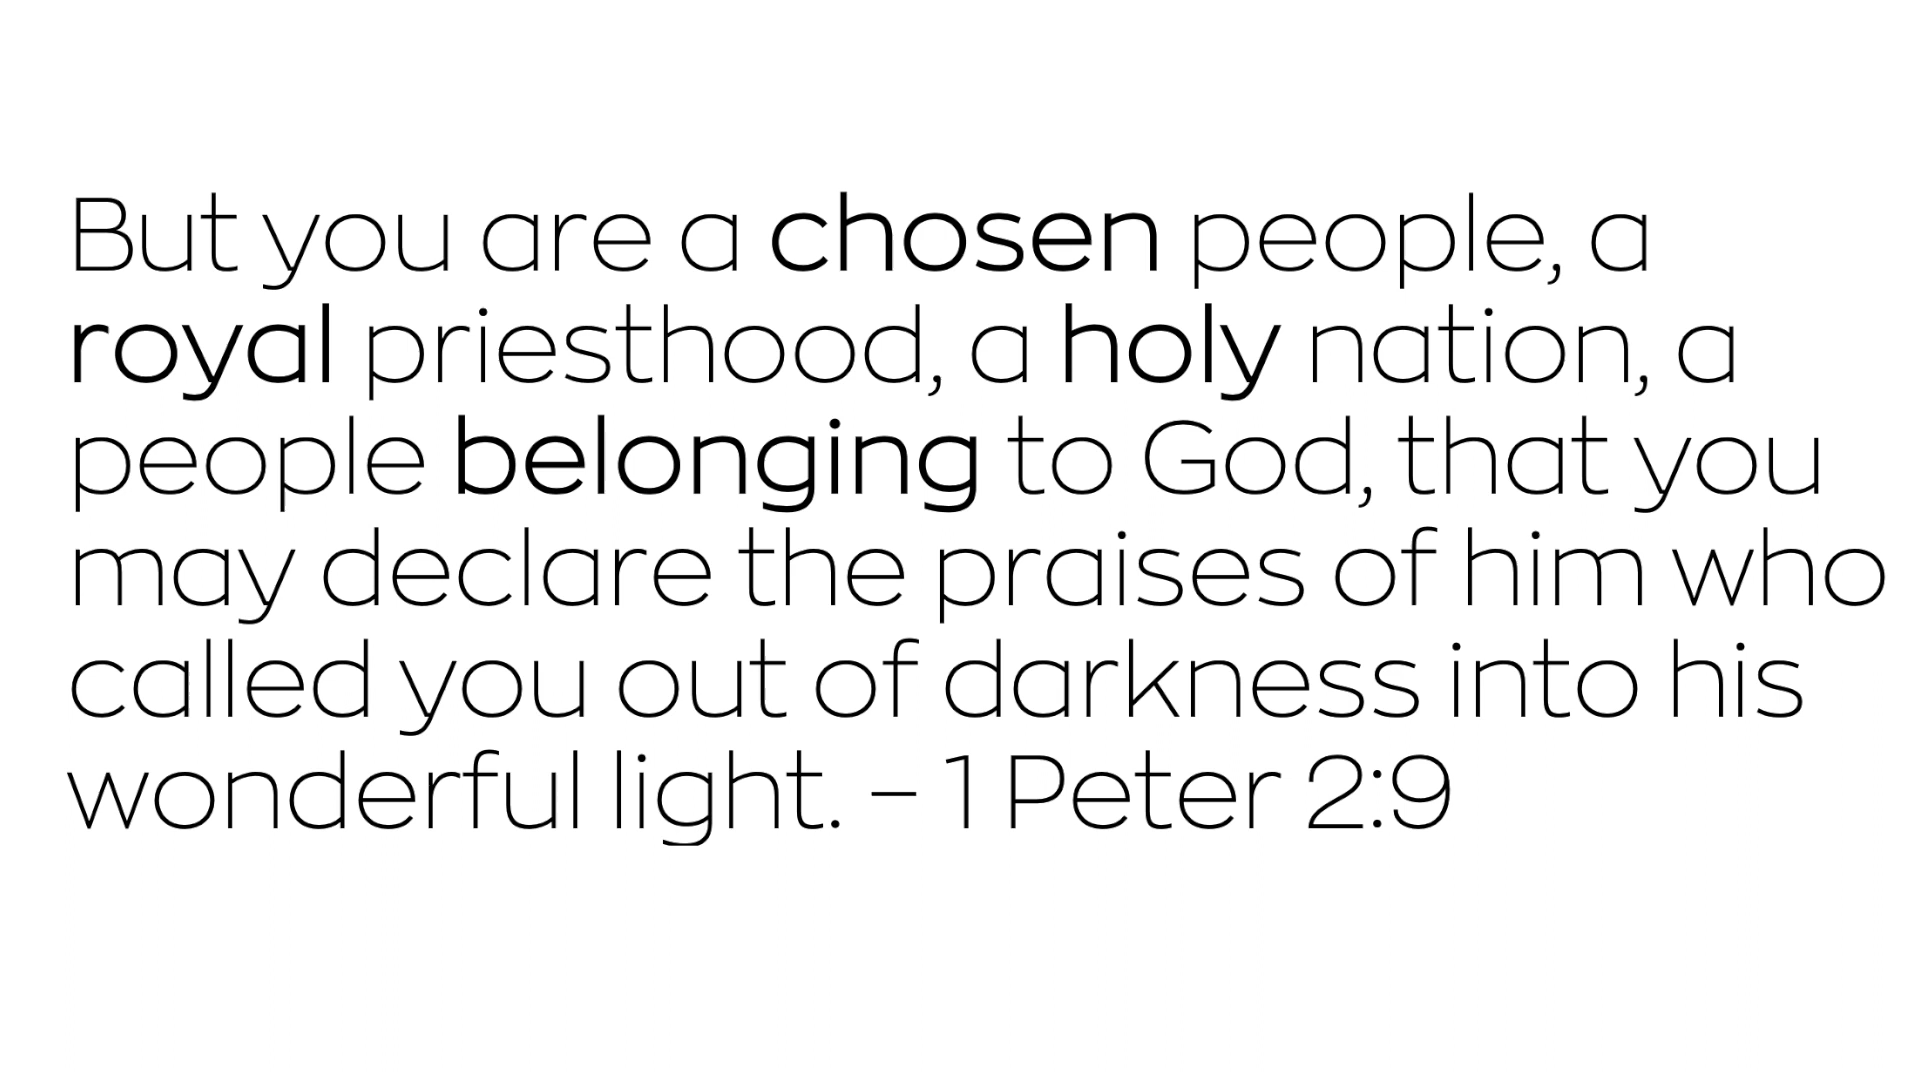 But you are a chosen people, a
royal priesthood, a holy nation, a
people belonging to God, that you
may declare the praises of him who
called you out of darkness into his
wonderful light. – 1 Peter 2:9